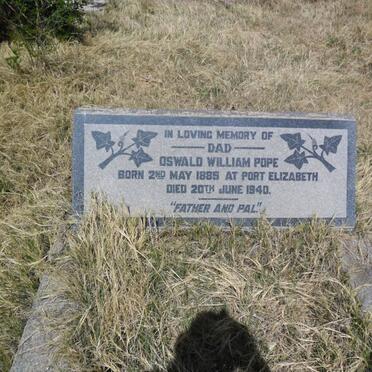 IN LOVING MEMORY OF
DAD
OSWALD WILLIAM POPE
BORN 2ND MAY 1885 AT PORT ELIZABETH
DIED 20TH JUNE 1940.
"FATHER AND PAL."